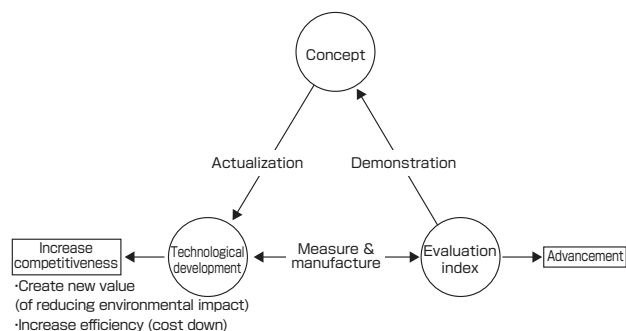 Concept
Actualization
Demonstration
Increase
competitiveness
Technological
development
Measure &
manufacture
Evaluation
index
Advancement
·Create new value
(of reducing environmental impact)
·Increase efficiency (cost down)